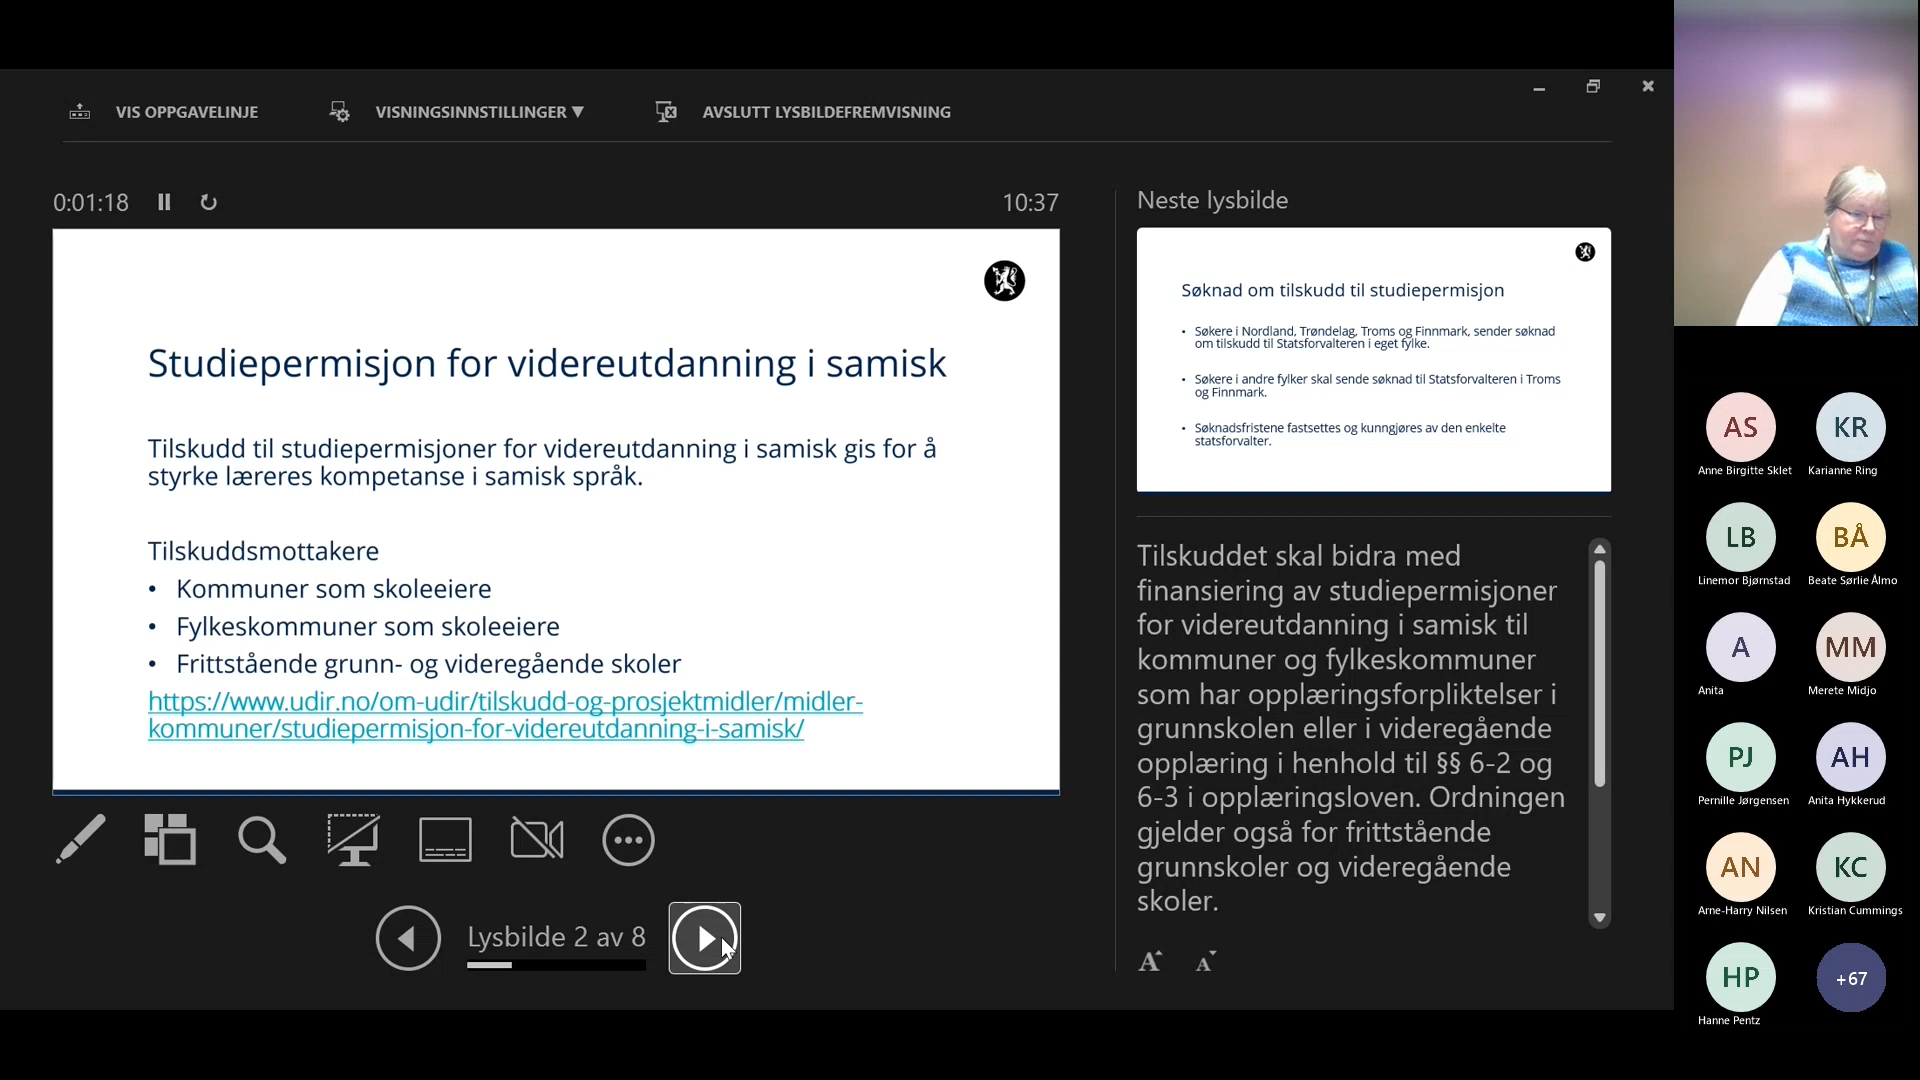 VIS OPPGAVELINJE
VISNINGSINNSTILLINGER ▼
AVSLUTT LYSBILDEFREMVISNING
0:01:18
10:37
Studiepermisjon for videreutdanning i samisk
Tilskudd til studiepermisjoner for videreutdanning i samisk gis for å
styrke læreres kompetanse i samisk språk.
Tilskuddsmottakere
• Kommuner som skoleeiere
• Fylkeskommuner som skoleeiere
• Frittstående grunn- og videregående skoler
https://www.udir.no/om-udir/tilskudd-og-prosjektmidler/midler-
kommuner/studiepermisjon-for-videreutdanning-i-samisk/
Lysbilde 2 av 8
Neste lysbilde
Søknad om tilskudd til studiepermisjon
• Søkere i Nordland, Trøndelag, Troms og Finnmark, sender søknad
om tilskudd til Statsforvalteren i eget fylke.
• Søkere i andre fylker skal sende søknad til Statsforvalteren i Troms
og Finnmark.
• Søknadsfristene fastsettes og kunngjøres av den enkelte
statsforvalter.
Tilskuddet skal bidra med
finansiering av studiepermisjoner
for videreutdanning i samisk til
kommuner og fylkeskommuner
som har opplæringsforpliktelser i
grunnskolen eller i videregående
opplæring i henhold til §§ 6-2 og
6-3 i opplæringsloven. Ordningen
gjelder også for frittstående
grunnskoler og videregående
skoler.
A A
AS
Anne Birgitte Sklet
KR
Karianne Ring
LB
Linemor Bjørnstad
BÅ
Beate Sørlie Ålmo
A
Anita
MM
Merete Midjo
PJ
Pernille Jørgensen
AH
Anita Hykkerud
AN
Arne-Harry Nilsen
KC
Kristian Cummings
HP
Hanne Pentz
+67